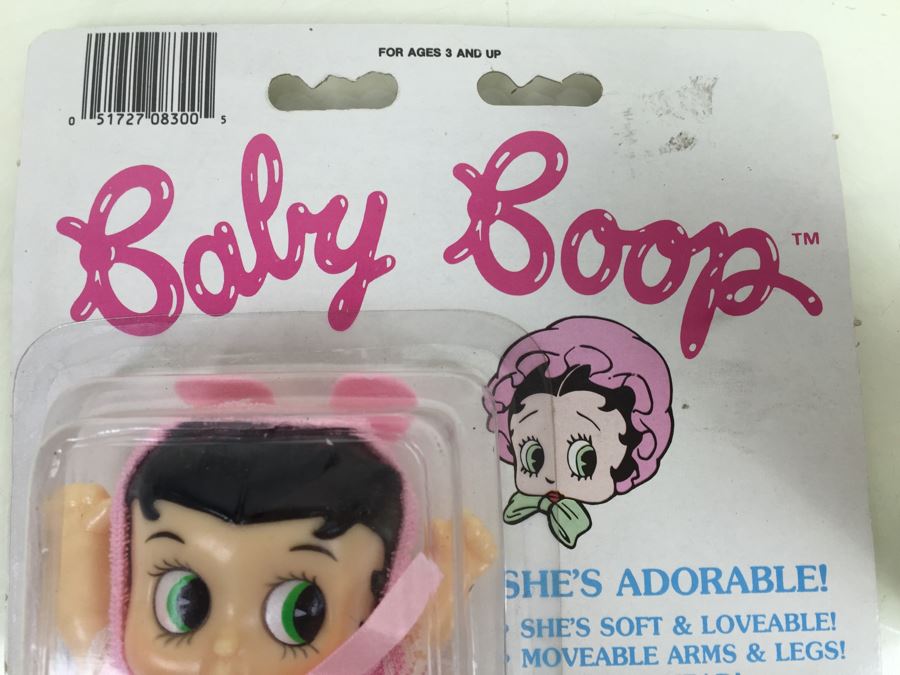 FOR AGES 3 AND UP
0 51727 08300 5
Baby Boop™
SHE'S ADORABLE!
• SHE'S SOFT & LOVEABLE!
• MOVEABLE ARMS & LEGS!